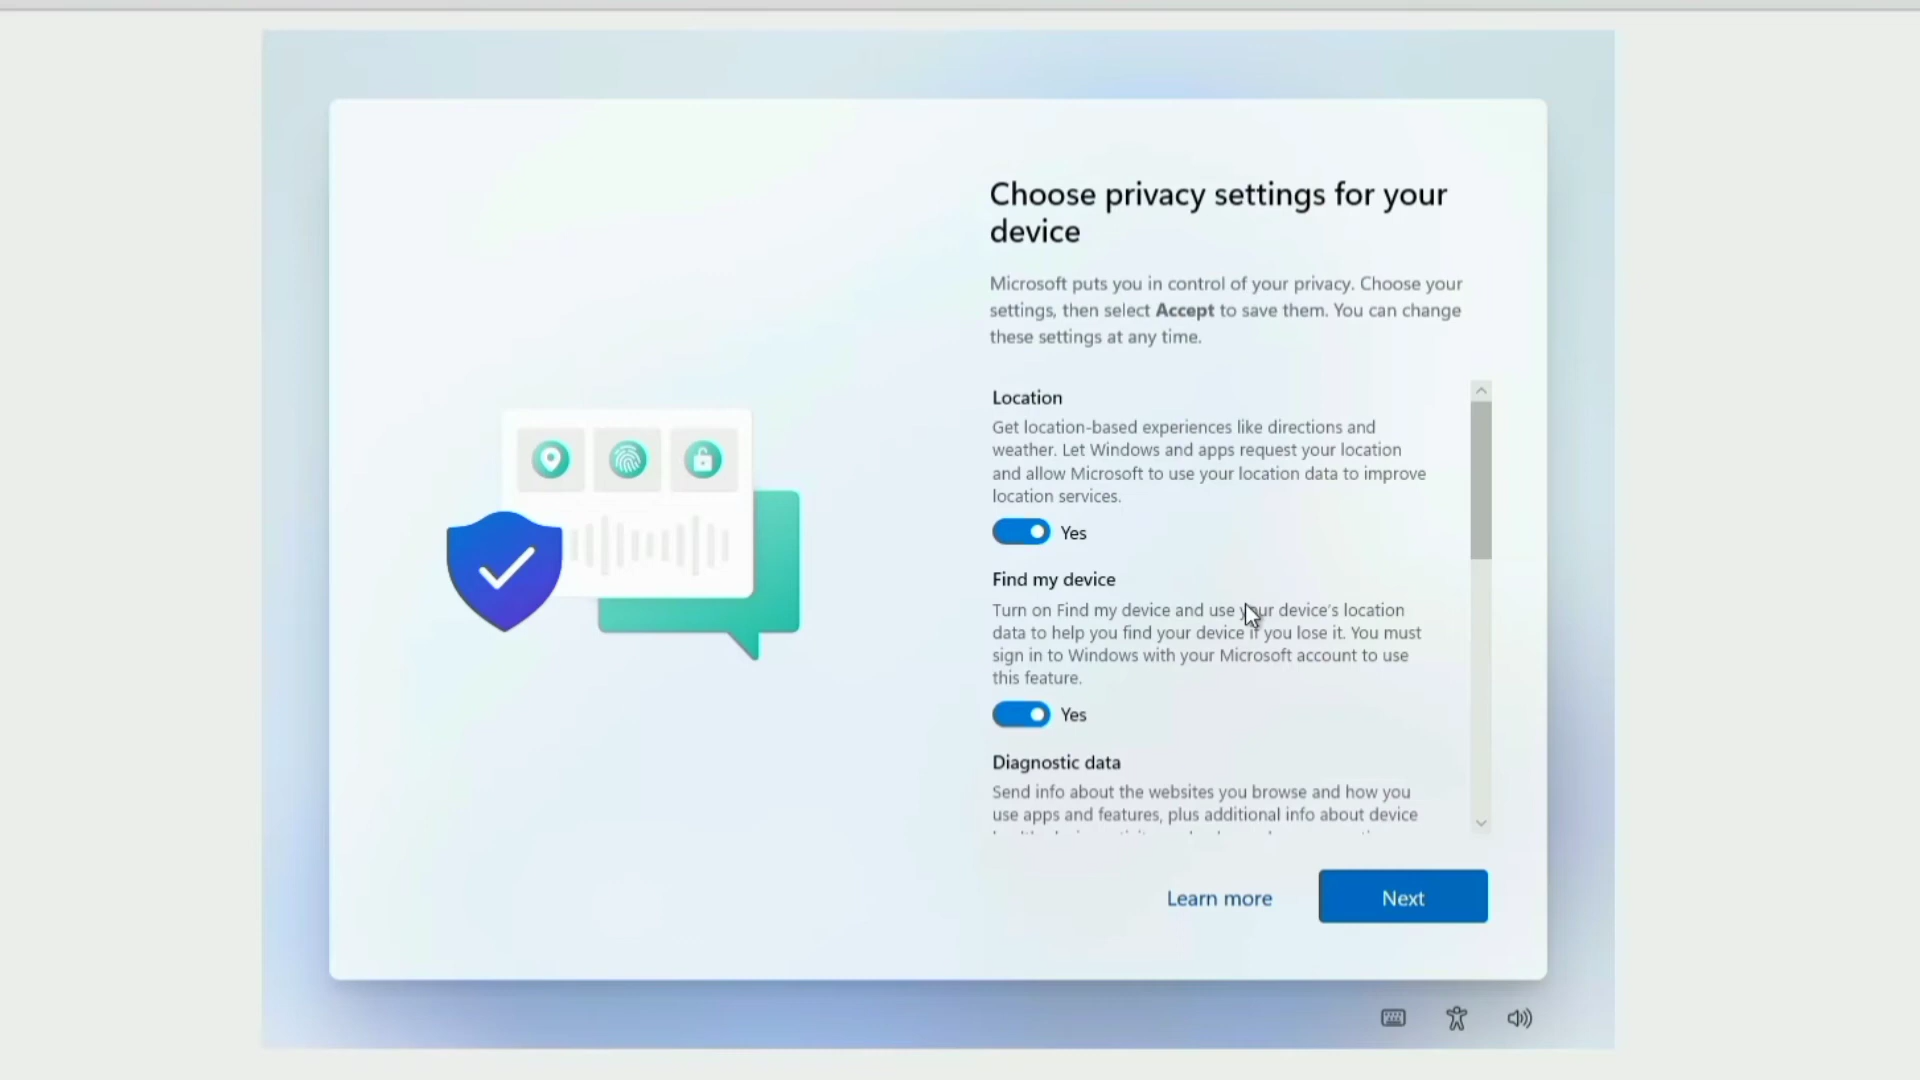 Choose privacy settings for your
device
Microsoft puts you in control of your privacy. Choose your
settings, then select Accept to save them. You can change
these settings at any time.
Location
Get location-based experiences like directions and
weather. Let Windows and apps request your location
and allow Microsoft to use your location data to improve
location services.
Yes
Find my device
Turn on Find my device and use your device's location
data to help you find your device if you lose it. You must
sign in to Windows with your Microsoft account to use
this feature.
Yes
Diagnostic data
Send info about the websites you browse and how you
use apps and features, plus additional info about device
Learn more
Next